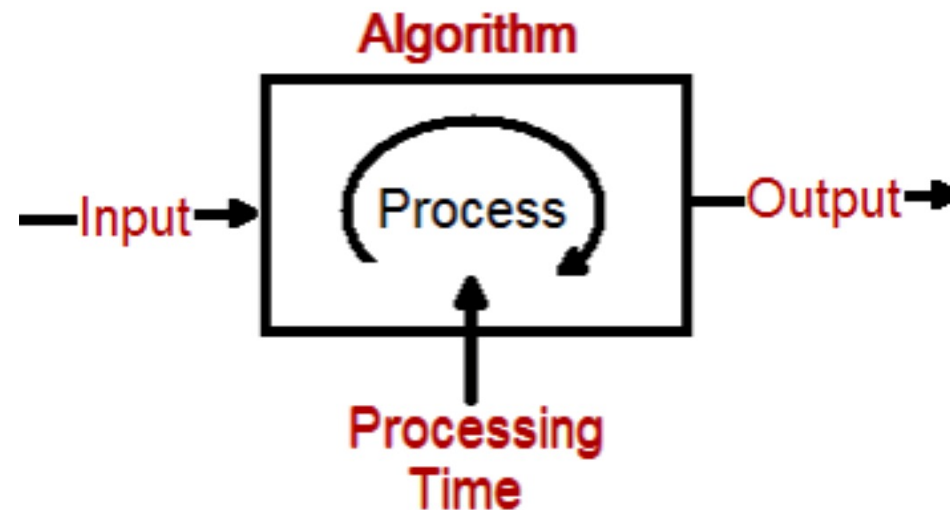 Algorithm
Input
Process
Output
Processing
Time